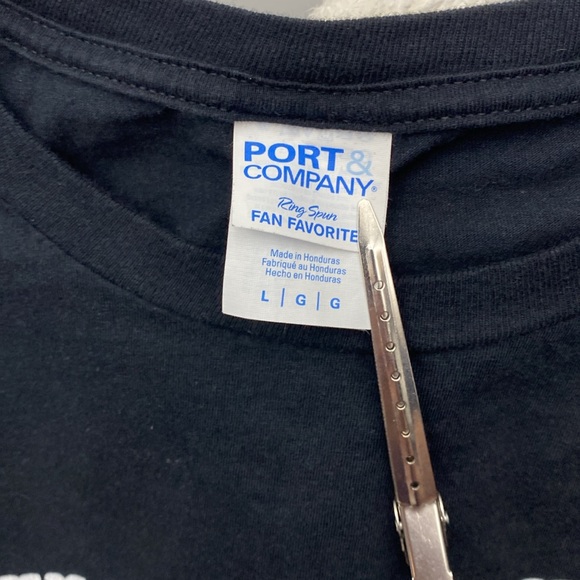 PORT &
COMPANY®
Ring Spun
FAN FAVORITE
Made in Honduras
Fabriqué au Honduras
Hecho en Honduras
L | G | G